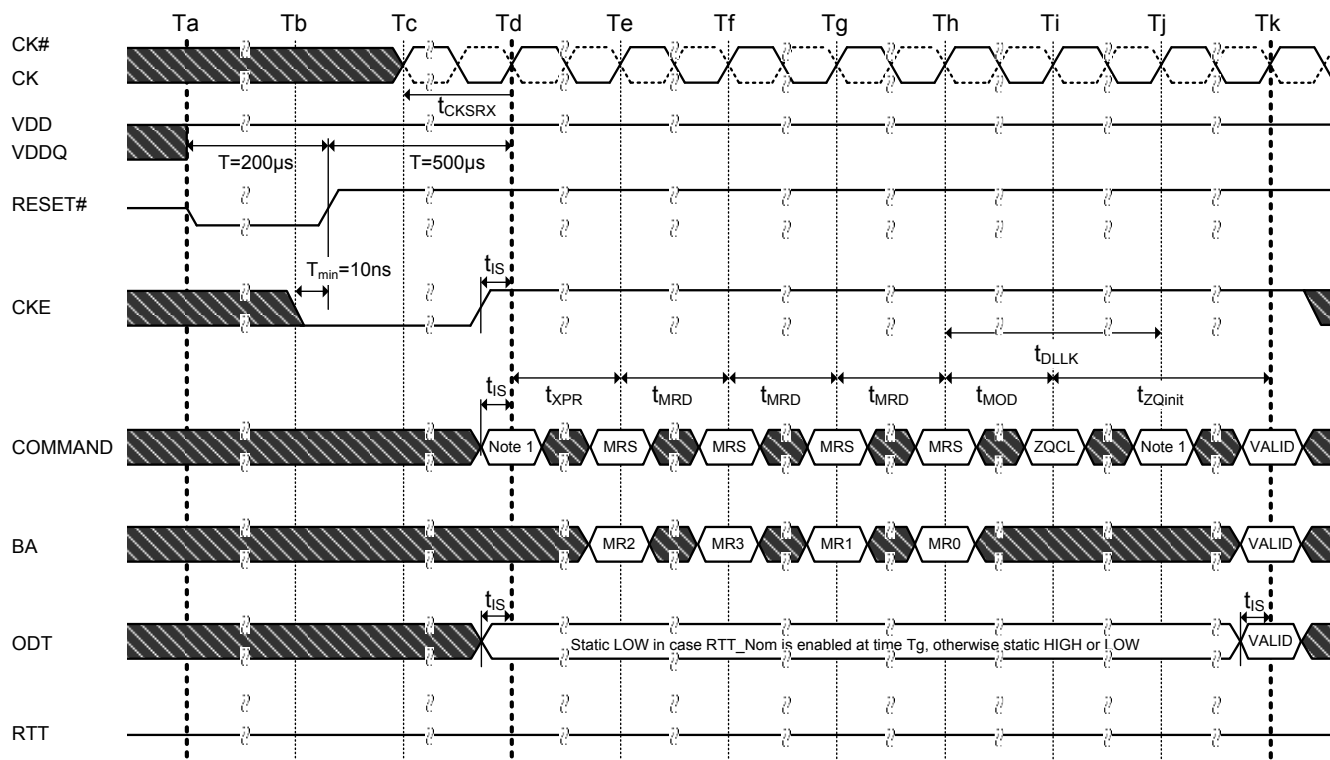 Ta Tb Tc Td Te Tf Tg Th Ti Tj Tk
CK#
CK
tCKSRX
VDD
VDDQ
T=200µs T=500µs
RESET#
Tmin=10ns tIS
CKE
tDLLK
tIS tXPR tMRD tMRD tMRD tMOD tZQinit
COMMAND Note 1 MRS MRS MRS MRS ZQCL Note 1 VALID
BA MR2 MR3 MR1 MR0 VALID
tIS tIS
ODT Static LOW in case RTT_Nom is enabled at time Tg, otherwise static HIGH or LOW VALID
RTT